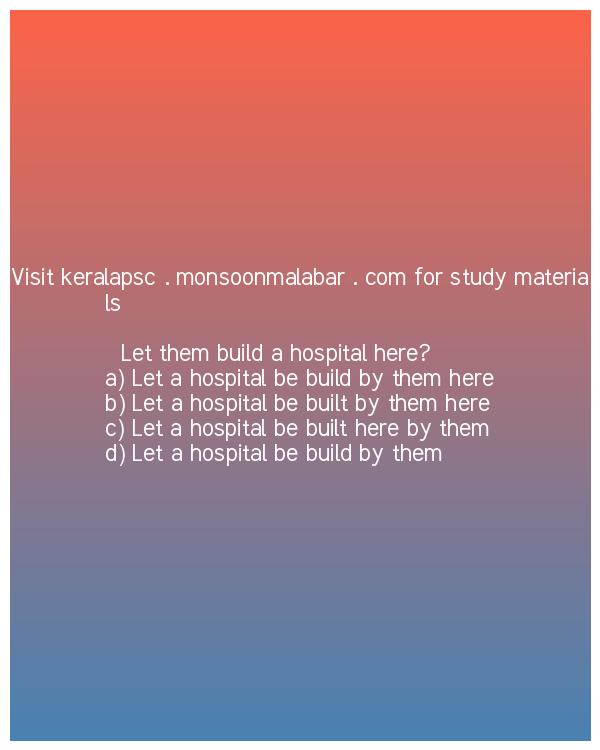 Visit keralapsc . monsoonmalabar . com for study materia
ls
Let them build a hospital here?
a) Let a hospital be build by them here
b) Let a hospital be built by them here
c) Let a hospital be built here by them
d) Let a hospital be build by them